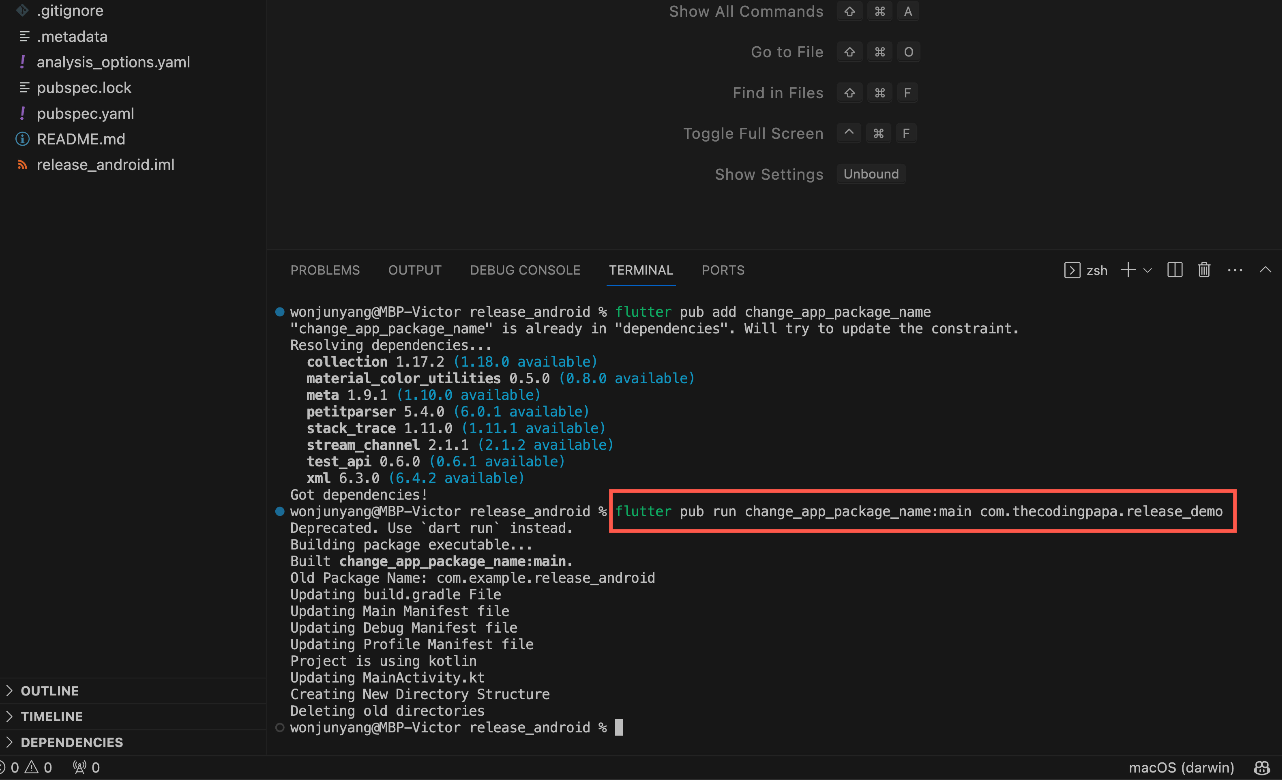 .gitignore
.metadata
analysis_options.yaml
pubspec.lock
pubspec.yaml
README.md
release_android.iml
OUTLINE
TIMELINE
DEPENDENCIES
Show All Commands ⇧ ⌘ A
Go to File ⇧ ⌘ O
Find in Files ⇧ ⌘ F
Toggle Full Screen ^ ⌘ F
Show Settings Unbound
PROBLEMS OUTPUT DEBUG CONSOLE TERMINAL PORTS zsh
wonjunyang@MBP-Victor release_android % flutter pub add change_app_package_name
"change_app_package_name" is already in "dependencies". Will try to update the constraint.
Resolving dependencies...
collection 1.17.2 (1.18.0 available)
material_color_utilities 0.5.0 (0.8.0 available)
meta 1.9.1 (1.10.0 available)
petitparser 5.4.0 (6.0.1 available)
stack_trace 1.11.0 (1.11.1 available)
stream_channel 2.1.1 (2.1.2 available)
test_api 0.6.0 (0.6.1 available)
xml 6.3.0 (6.4.2 available)
Got dependencies!
wonjunyang@MBP-Victor release_android % flutter pub run change_app_package_name:main com.thecodingpapa.release_demo
Deprecated. Use `dart run` instead.
Building package executable...
Built change_app_package_name:main.
Old Package Name: com.example.release_android
Updating build.gradle File
Updating Main Manifest file
Updating Debug Manifest file
Updating Profile Manifest file
Project is using kotlin
Updating MainActivity.kt
Creating New Directory Structure
Deleting old directories
wonjunyang@MBP-Victor release_android %
0 0 0 macOS (darwin)